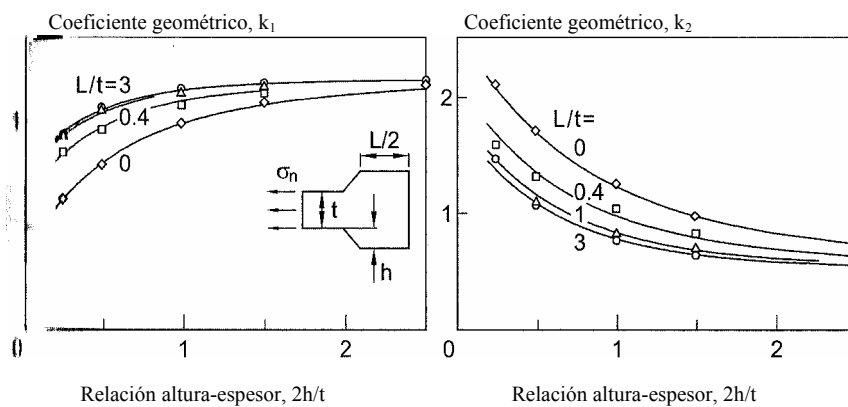 Coeficiente geométrico, k₁
L/t= 3
0.4
0
L/2
σn
t
h
0
1
2
Relación altura-espesor, 2h/t
Coeficiente geométrico, k₂
2
1
L/t=
0
0.4
1
3
0
1
2
Relación altura-espesor, 2h/t